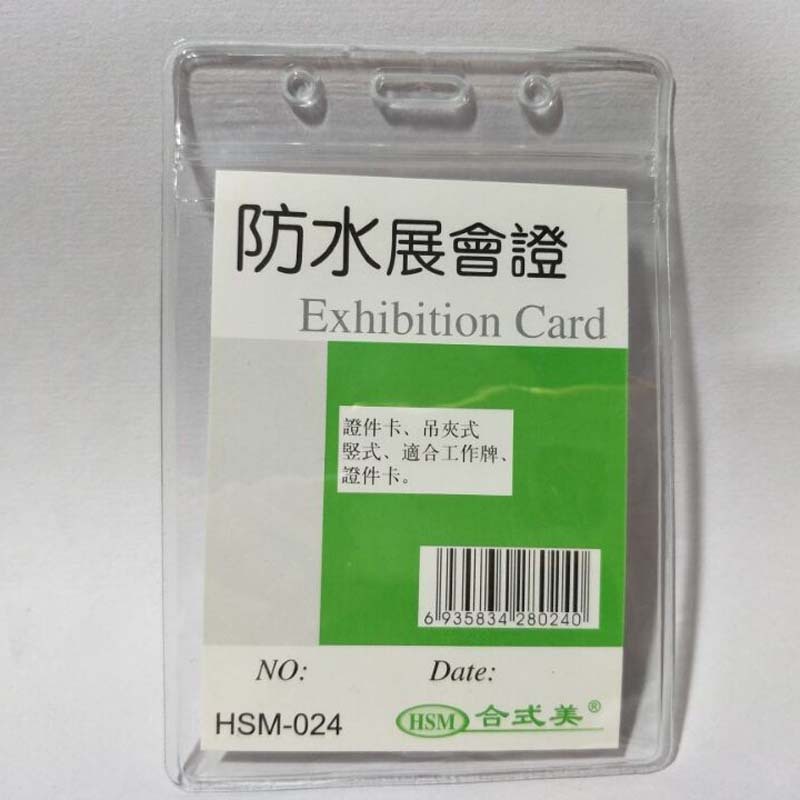 防水展會證
Exhibition Card
證件卡、吊夾式
竪式、適合工作牌、
證件卡。
6 935834 280240
NO: Date:
HSM-024 HSM 合式美®